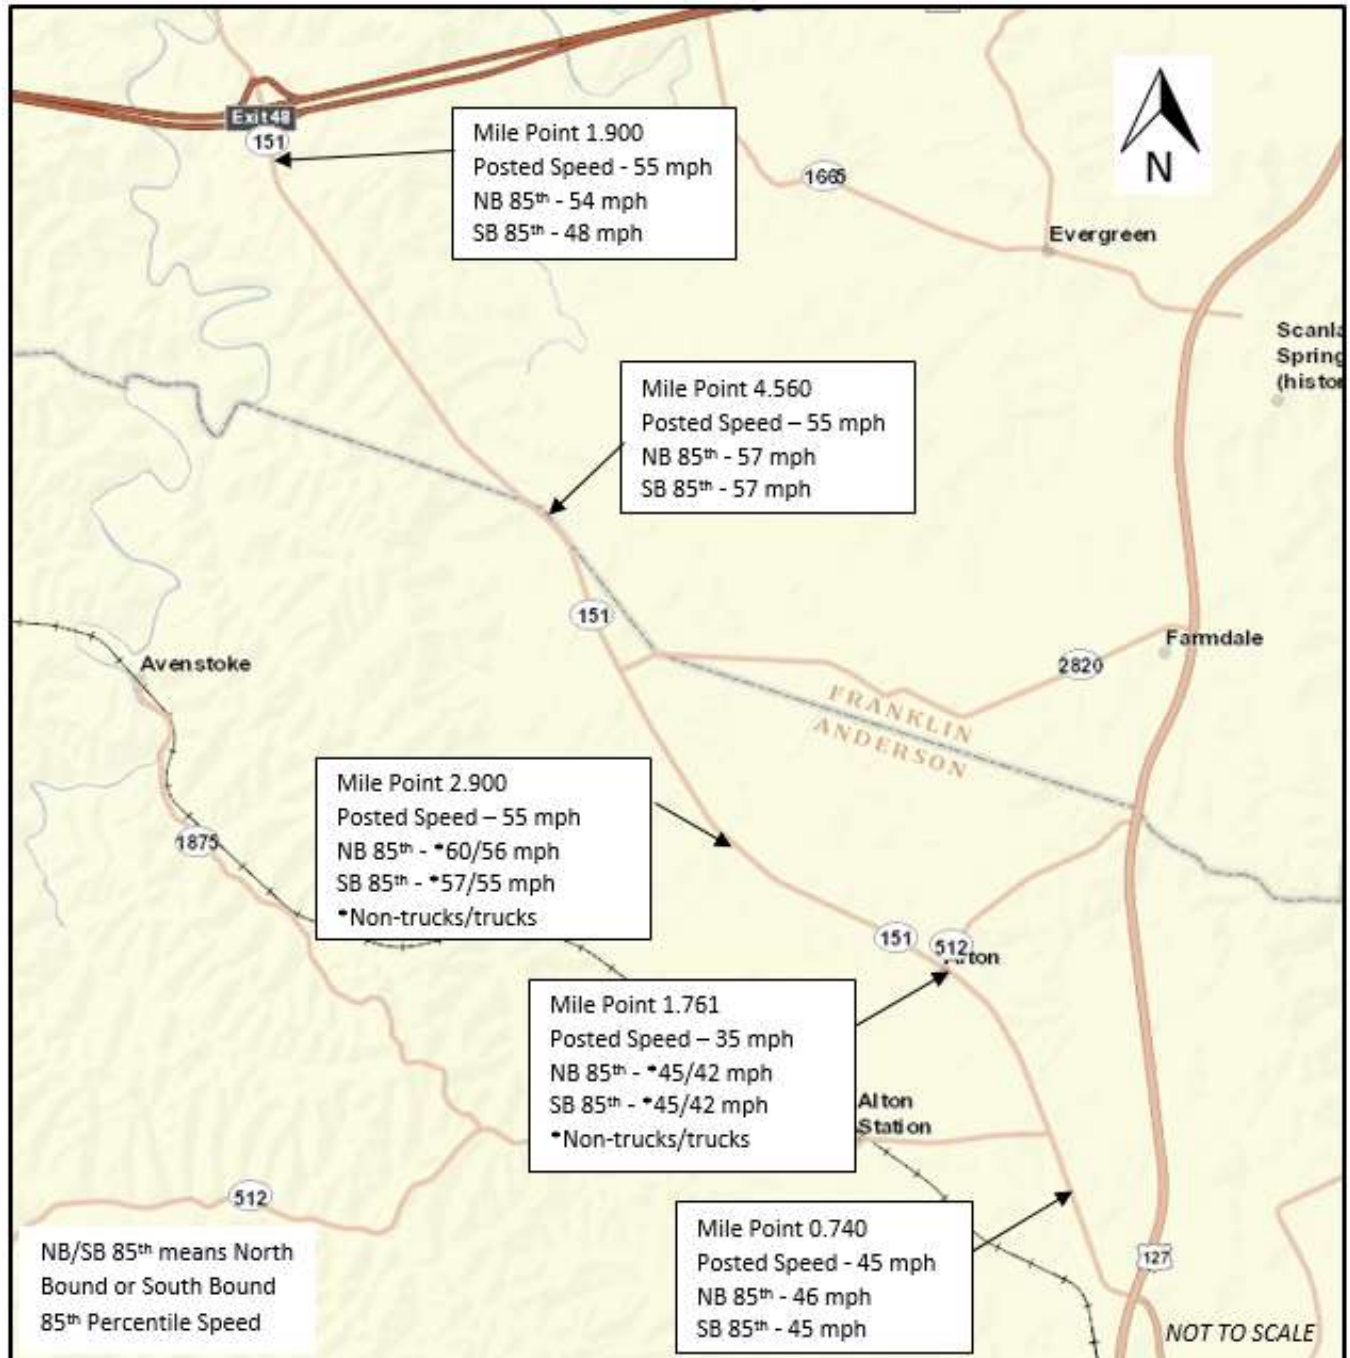 Exit 48
151
Mile Point 1.900
Posted Speed - 55 mph
NB 85th - 54 mph
SB 85th - 48 mph
N
1665
Evergreen
Mile Point 4.560
Posted Speed – 55 mph
NB 85th - 57 mph
SB 85th - 57 mph
151
Avenstoke
Farmdale
2820
FRANKLIN
ANDERSON
Mile Point 2.900
Posted Speed – 55 mph
NB 85th - *60/56 mph
SB 85th - *57/55 mph
*Non-trucks/trucks
1875
151
512
Mile Point 1.761
Posted Speed – 35 mph
NB 85th - *45/42 mph
SB 85th - *45/42 mph
*Non-trucks/trucks
Alton
Station
512
Mile Point 0.740
Posted Speed - 45 mph
NB 85th - 46 mph
SB 85th - 45 mph
127
NB/SB 85th means North
Bound or South Bound
85th Percentile Speed
NOT TO SCALE